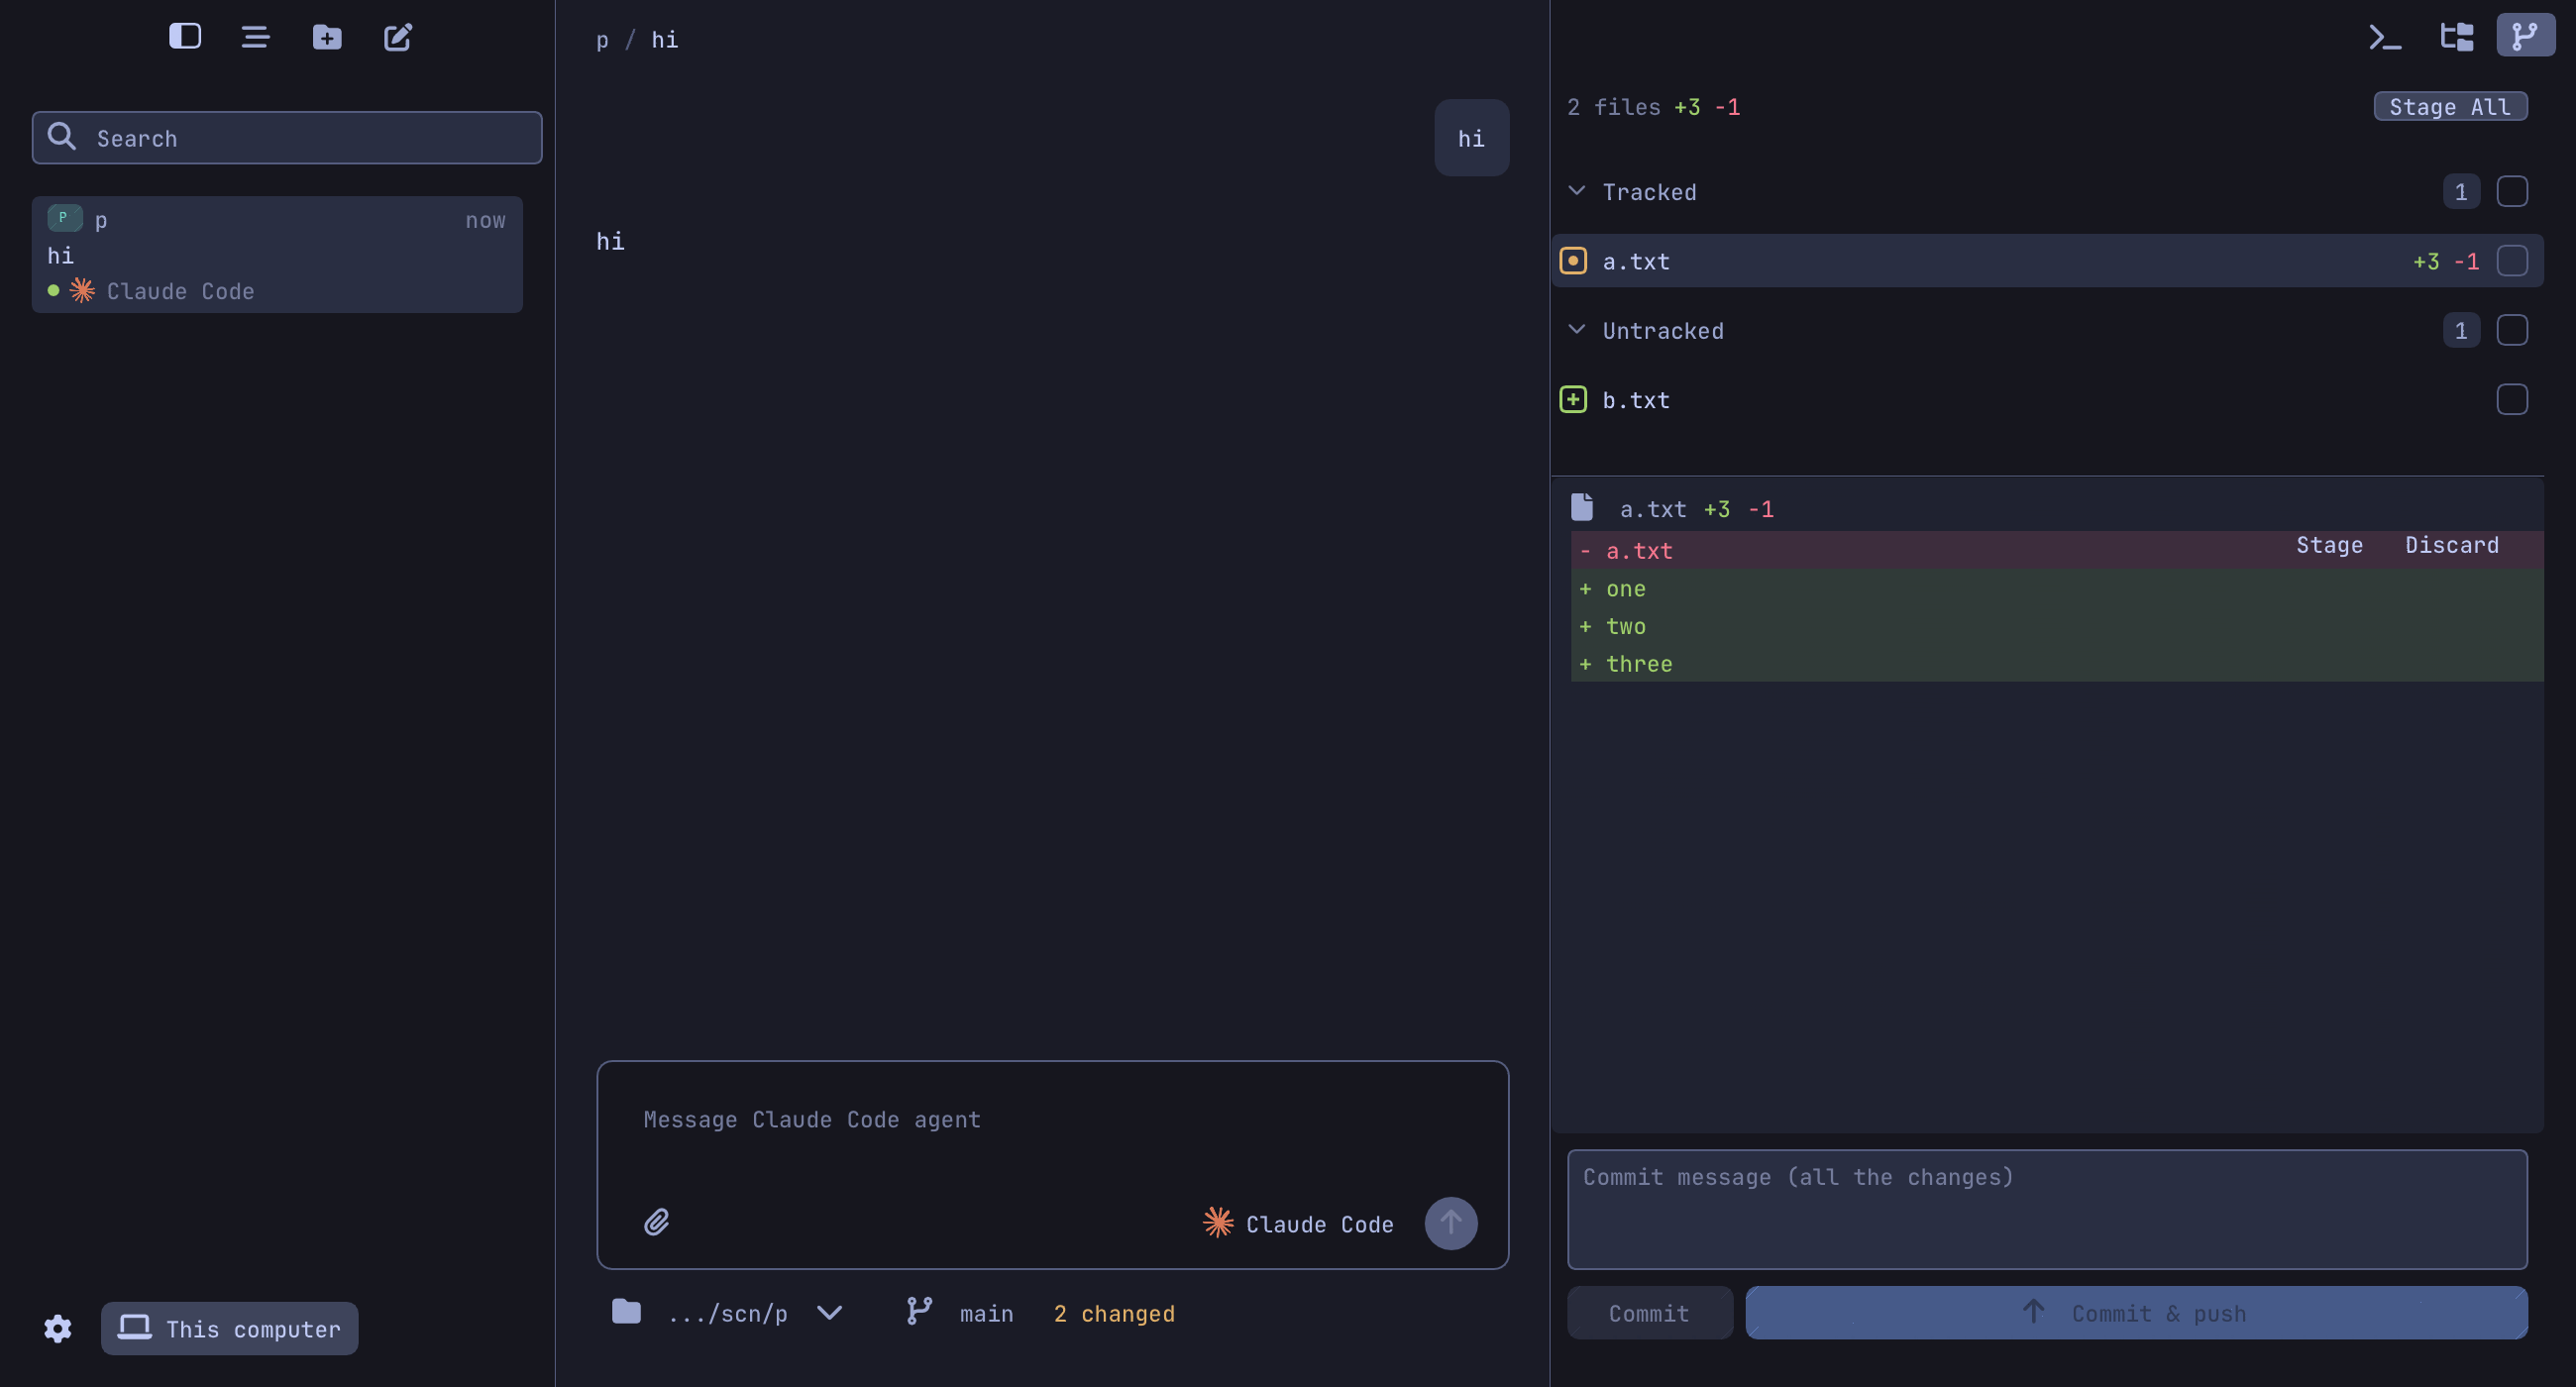 p / hi
Search
P p now
hi
Claude Code
hi
hi
Message Claude Code agent
Claude Code
.../scn/p main 2 changed
This computer
2 files +3 -1 Stage All
Tracked 1
a.txt +3 -1
Untracked 1
b.txt
a.txt +3 -1
- a.txt Stage Discard
+ one
+ two
+ three
Commit message (all the changes)
Commit Commit & push